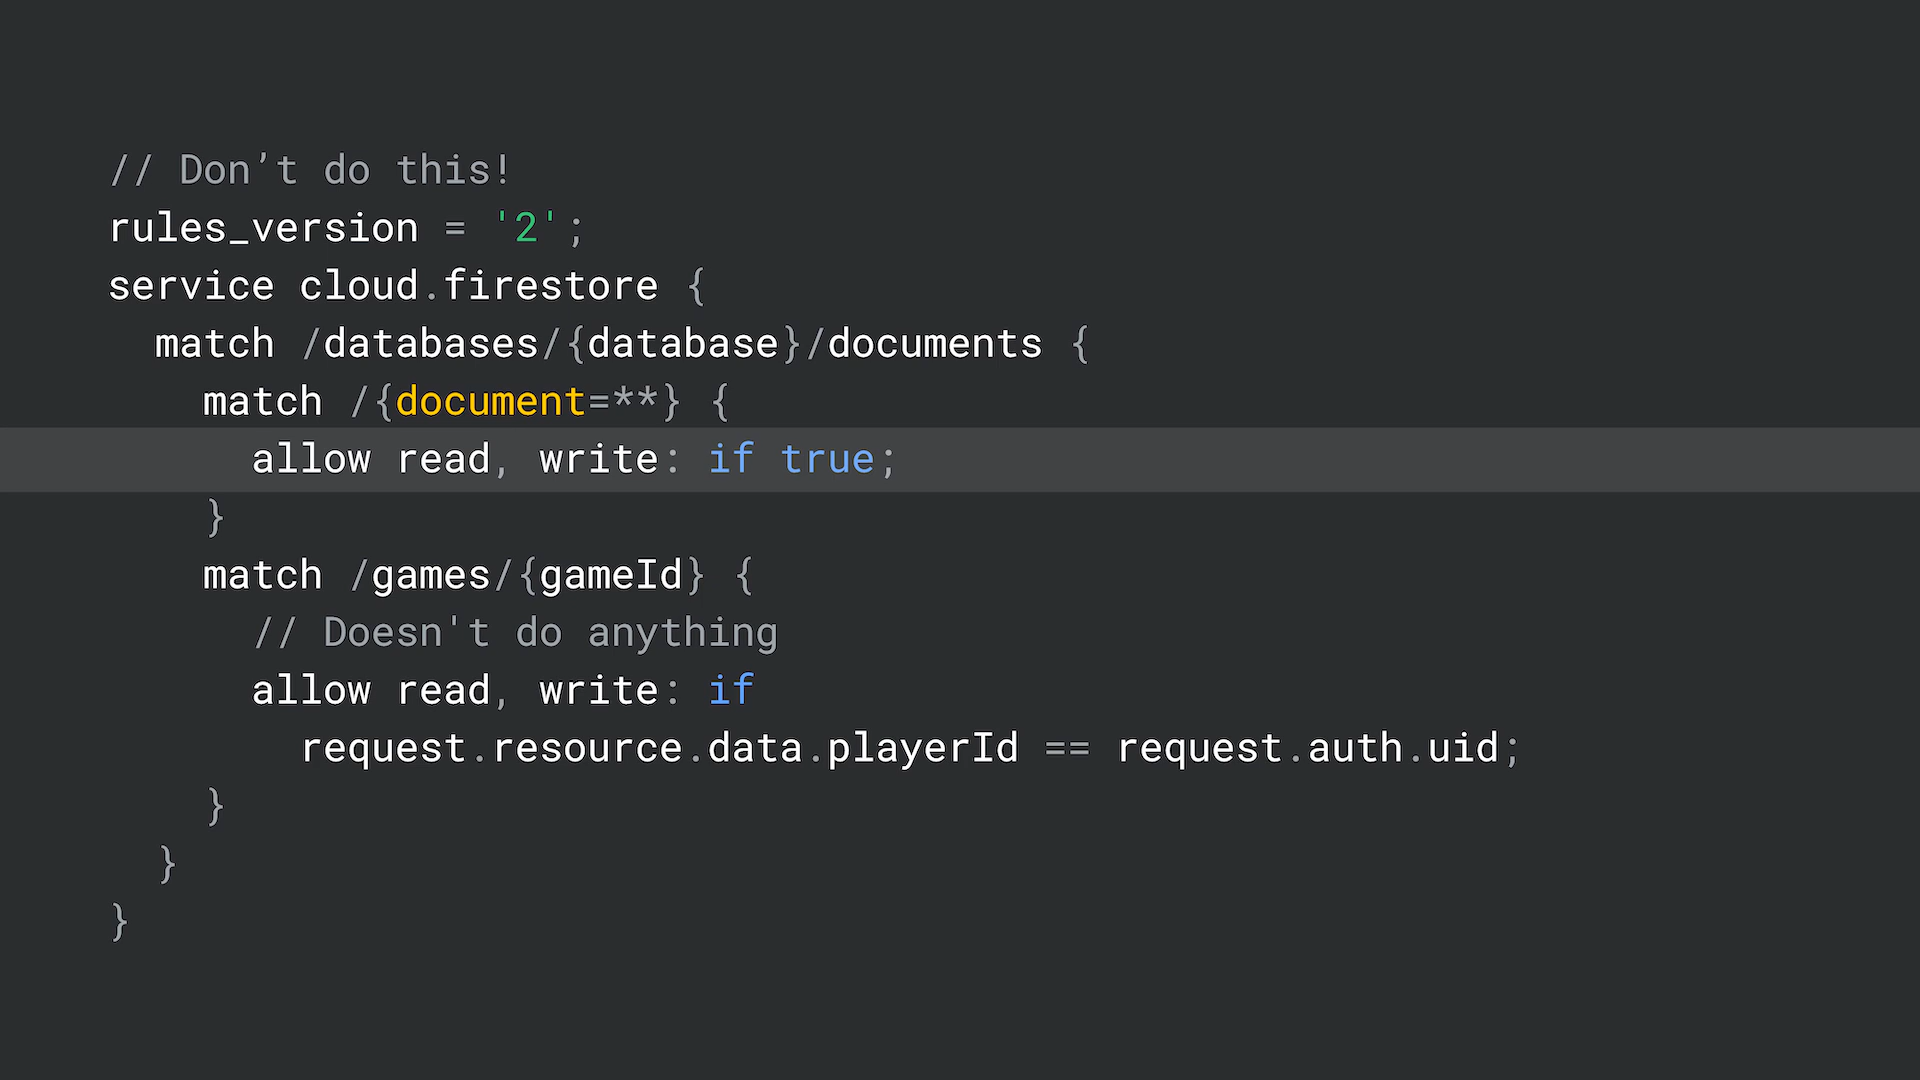 // Don’t do this!
rules_version = '2';
service cloud.firestore {
  match /databases/{database}/documents {
    match /{document=**} {
      allow read, write: if true;
    }
    match /games/{gameId} {
      // Doesn't do anything
      allow read, write: if
        request.resource.data.playerId == request.auth.uid;
    }
  }
}